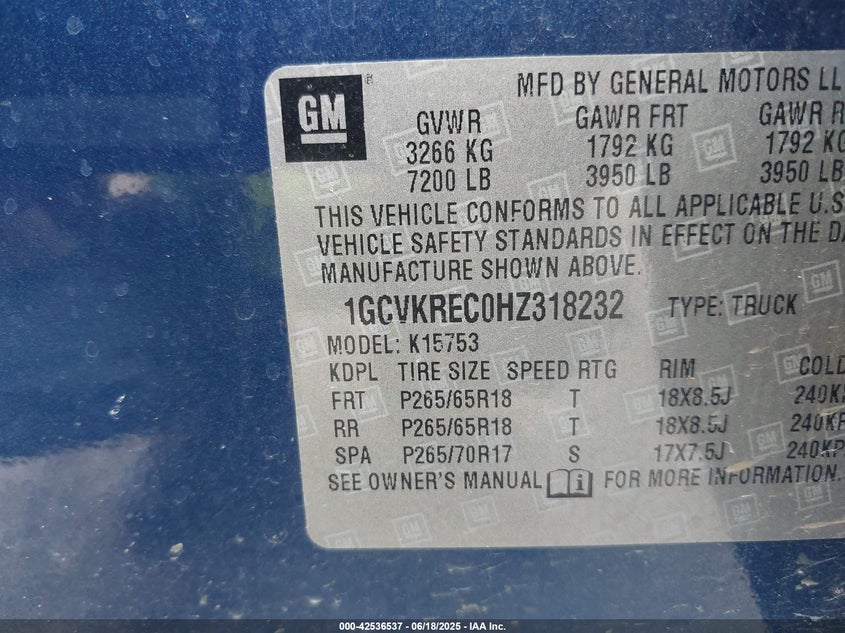 GM
MFD BY GENERAL MOTORS LL
GVWR GAWR FRT GAWR R
3266 KG 1792 KG 1792 KG
7200 LB 3950 LB 3950 LB
THIS VEHICLE CONFORMS TO ALL APPLICABLE U.S
VEHICLE SAFETY STANDARDS IN EFFECT ON THE DA
MANUFACTURE SHOWN ABOVE.
1GCVKREC0HZ318232 TYPE: TRUCK
MODEL: K15753
KDPL TIRE SIZE SPEED RTG RIM COLD
FRT P265/65R18 T 18X8.5J 240KP
RR P265/65R18 T 18X8.5J 240KP
SPA P265/70R17 S 17X7.5J 240KP
SEE OWNER'S MANUAL FOR MORE INFORMATION.
000-42536537 - 06/18/2025 - IAA Inc.